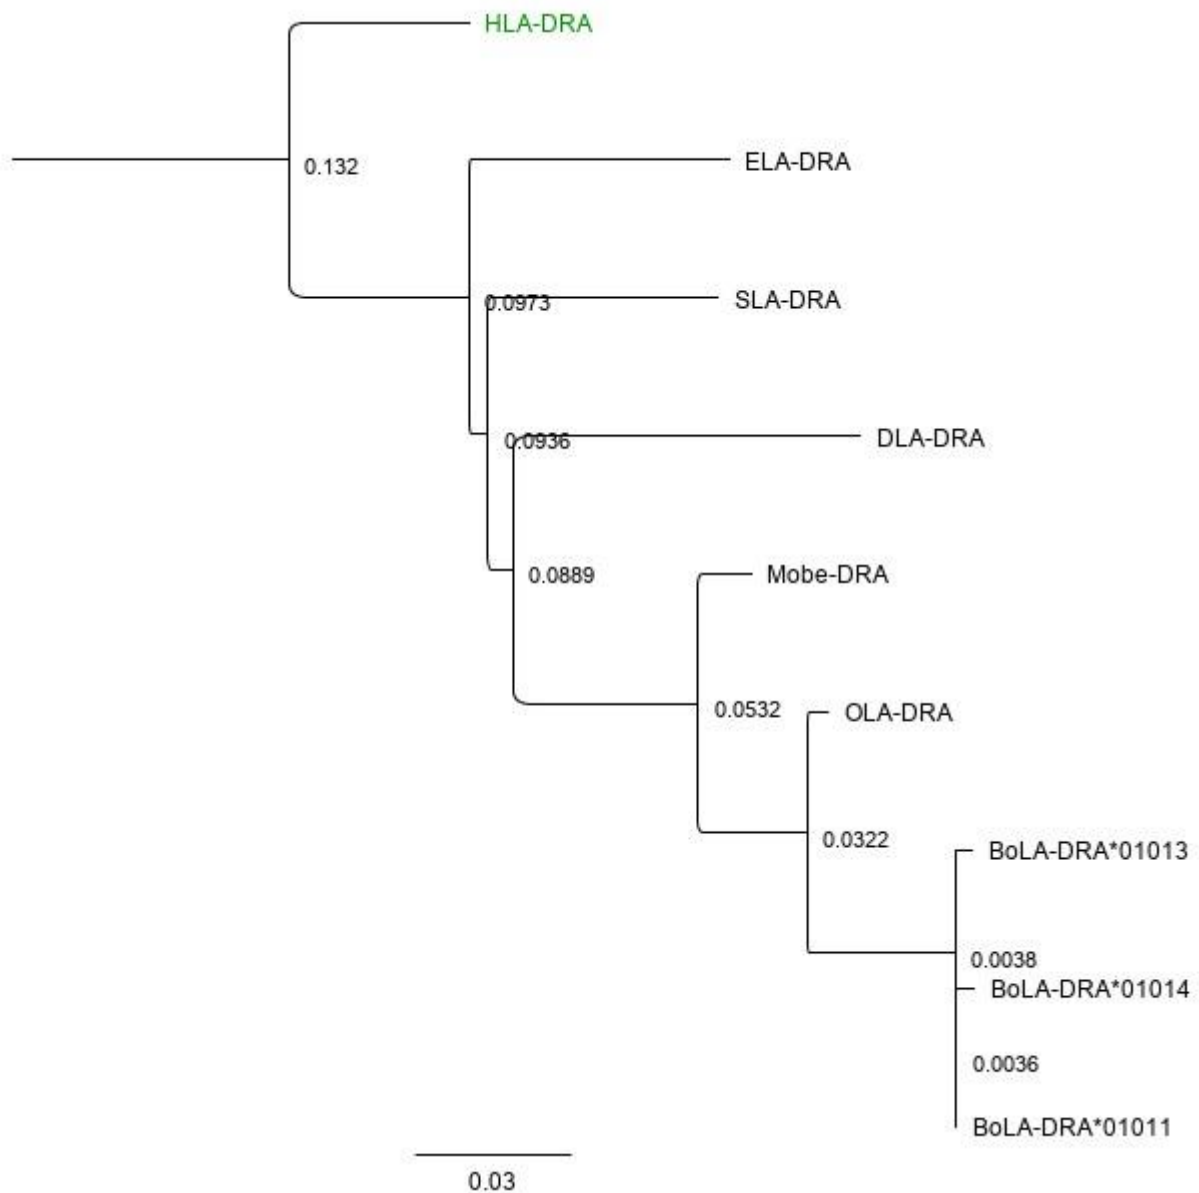 HLA-DRA
0.132
ELA-DRA
0.0973
SLA-DRA
0.0936
DLA-DRA
0.0889
Mobe-DRA
0.0532
OLA-DRA
0.0322
BoLA-DRA*01013
0.0038
BoLA-DRA*01014
0.0036
BoLA-DRA*01011
0.03